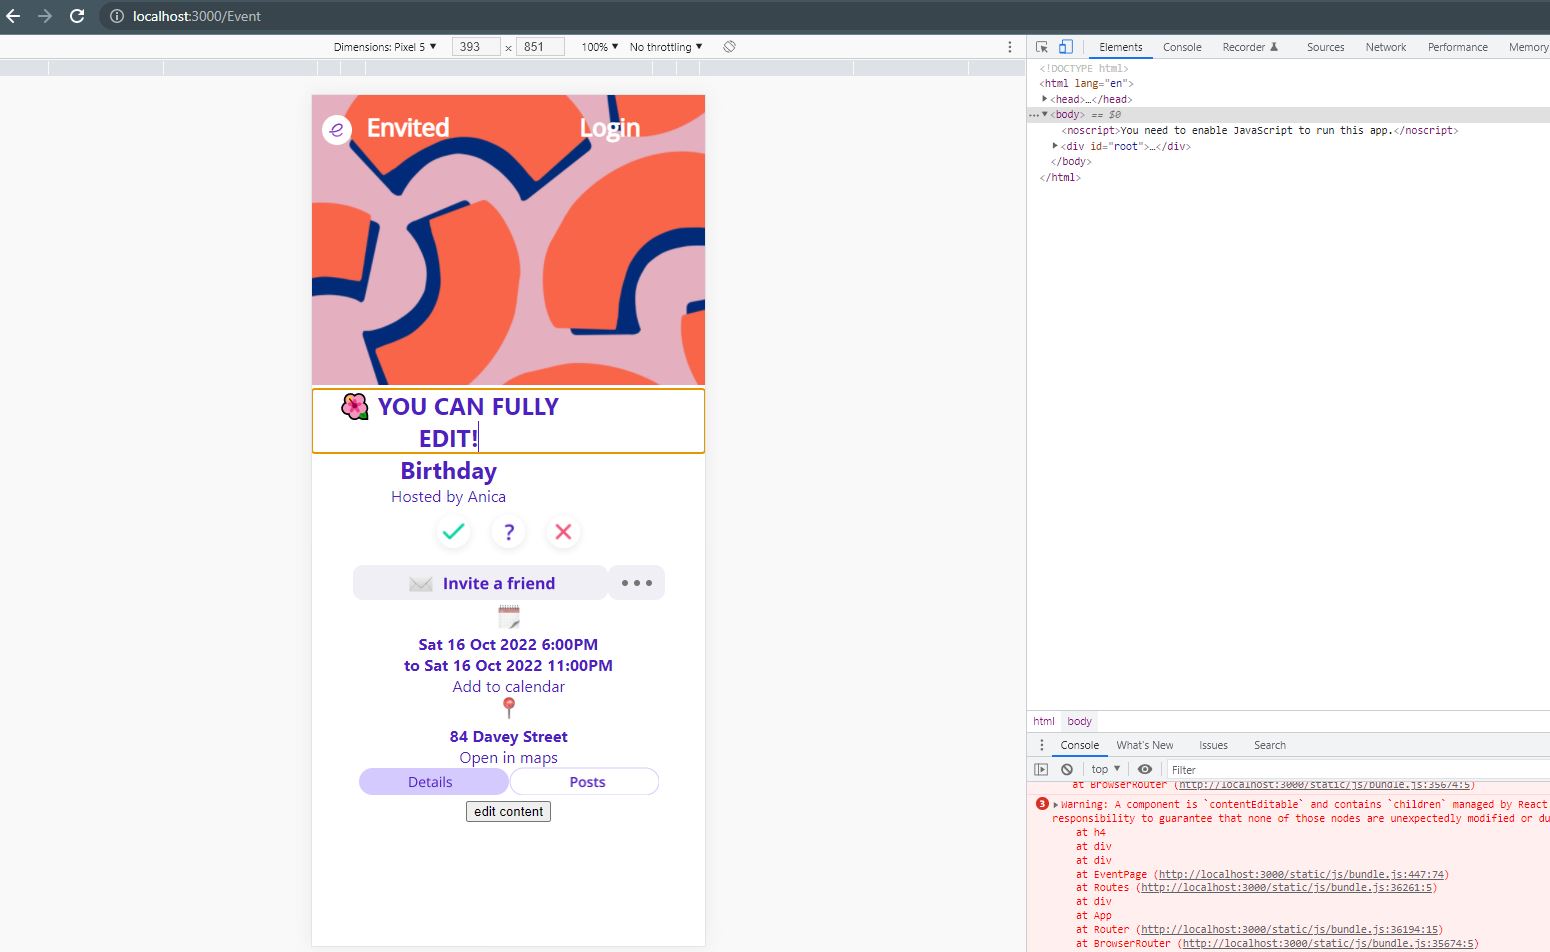 localhost:3000/Event
Dimensions: Pixel 5 ▼ 393 × 851 100% ▼ No throttling ▼
Elements Console Recorder Sources Network Performance Memory
<!DOCTYPE html>
<html lang="en">
<head>…</head>
<body> == $0
<noscript>You need to enable JavaScript to run this app.</noscript>
<div id="root">…</div>
</body>
</html>
e Envited Login
YOU CAN FULLY
EDIT!
Birthday
Hosted by Anica
?
Invite a friend
Sat 16 Oct 2022 6:00PM
to Sat 16 Oct 2022 11:00PM
Add to calendar
84 Davey Street
Open in maps
Details Posts
edit content
html body
Console What's New Issues Search
top ▼ Filter
at BrowserRouter (http://localhost:3000/static/js/bundle.js:35674:5)
3 Warning: A component is `contentEditable` and contains `children` managed by React
responsibility to guarantee that none of those nodes are unexpectedly modified or du
at h4
at div
at div
at EventPage (http://localhost:3000/static/js/bundle.js:447:74)
at Routes (http://localhost:3000/static/js/bundle.js:36261:5)
at div
at App
at Router (http://localhost:3000/static/js/bundle.js:36194:15)
at BrowserRouter (http://localhost:3000/static/js/bundle.js:35674:5)